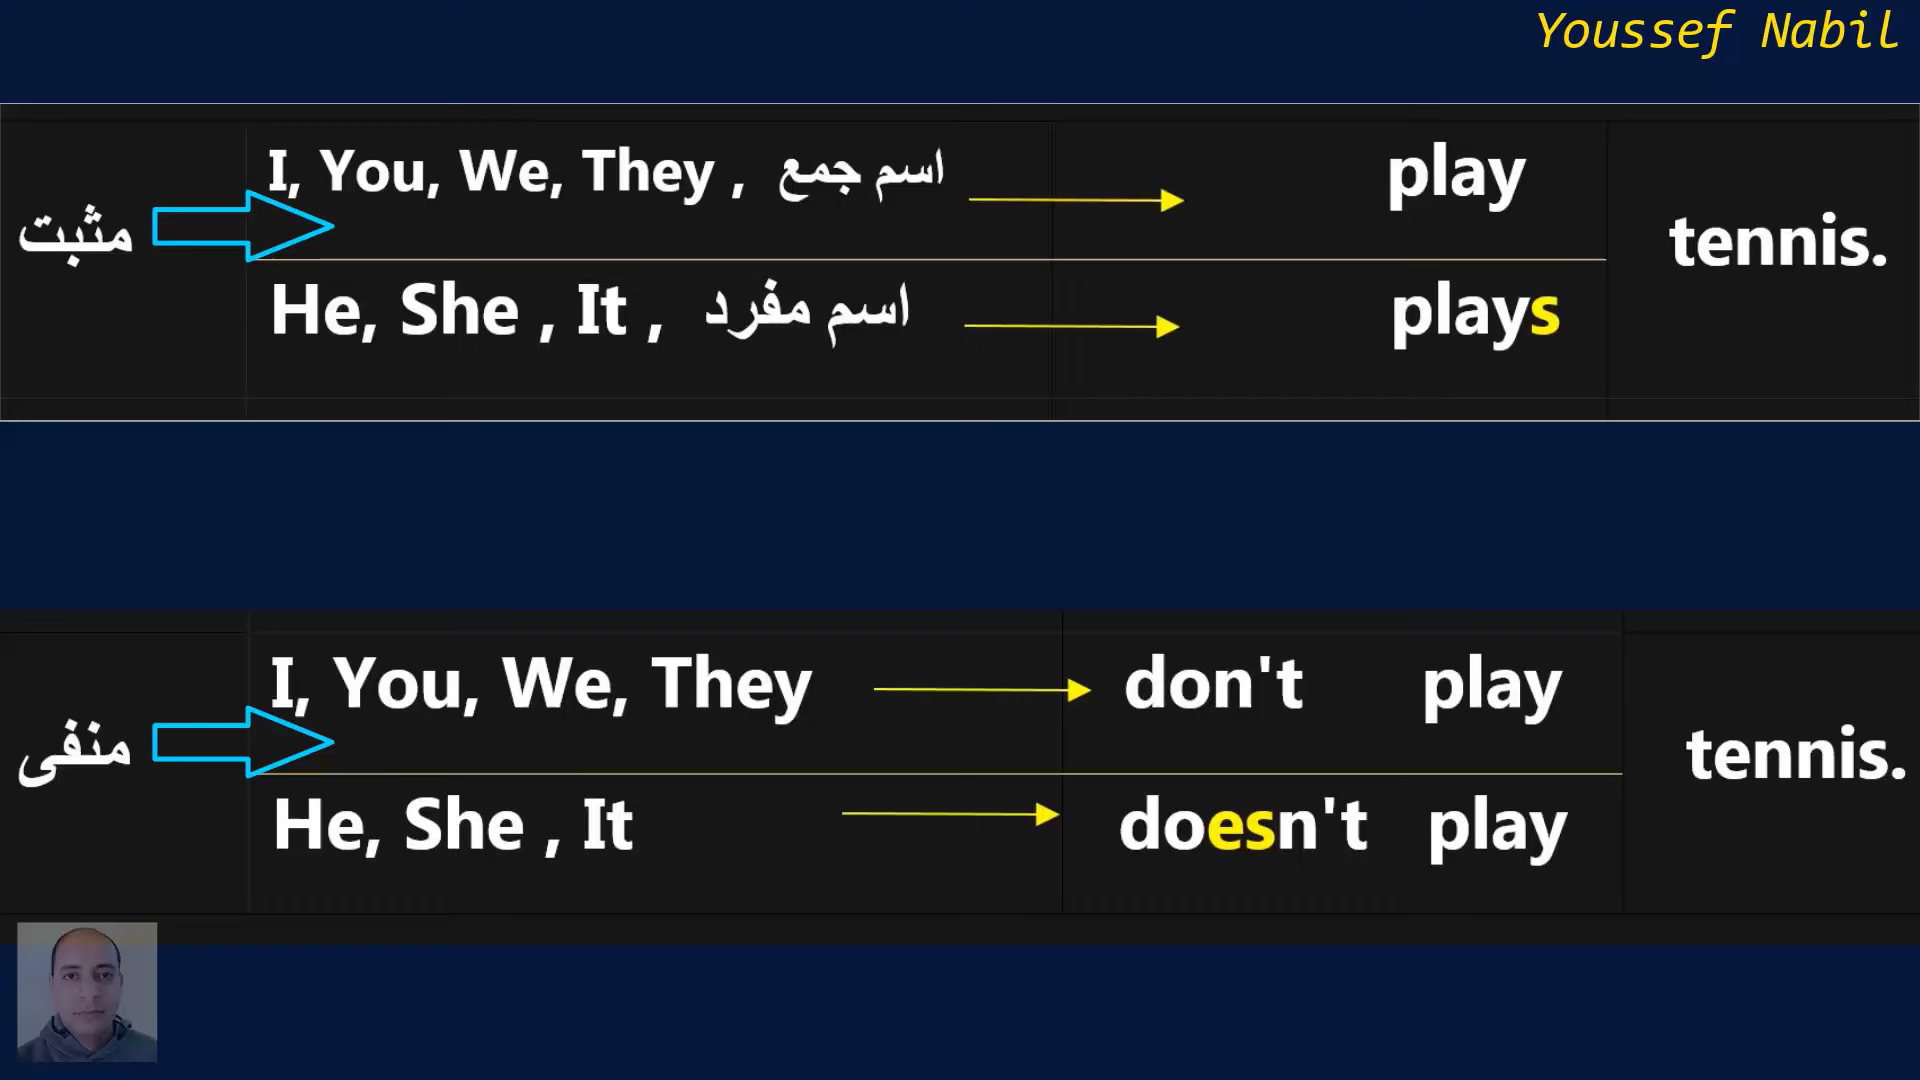 Youssef Nabil
I, You, We, They , اسم جمع play
مثبت tennis.
He, She , It , اسم مفرد plays
I, You, We, They don't play
منفى tennis.
He, She , It doesn't play